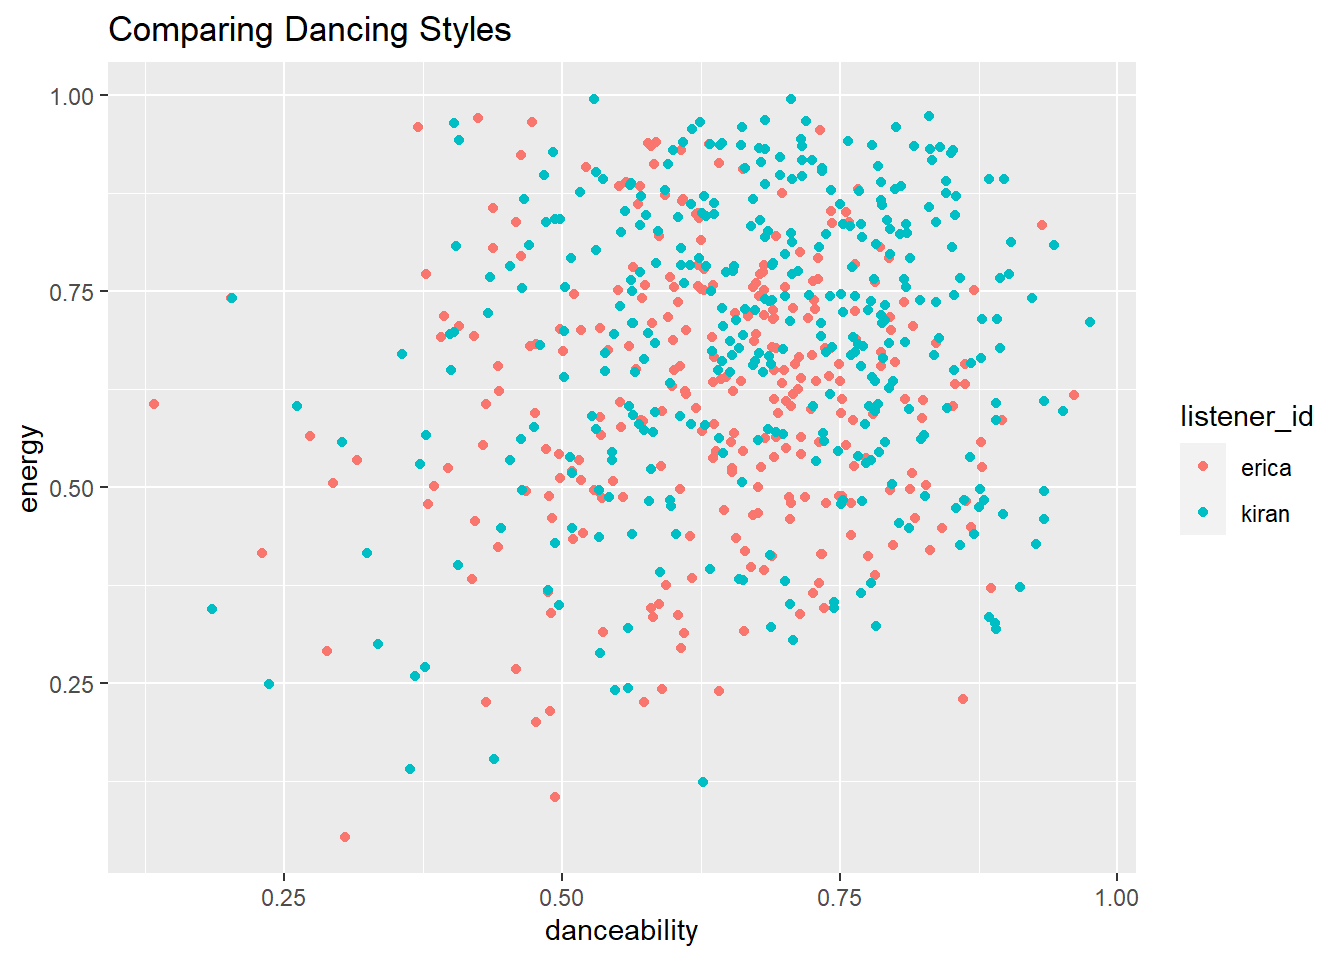 Comparing Dancing Styles
1.00
0.75
0.50
0.25
energy
0.25
0.50
0.75
1.00
danceability
listener_id
erica
kiran